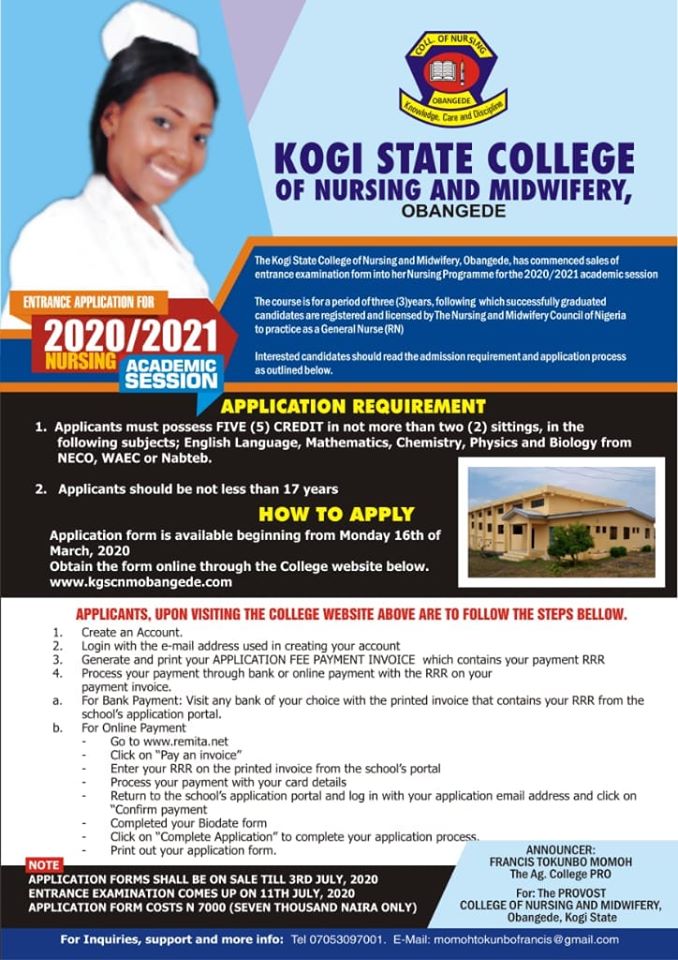 COLL. OF NURSING
OBANGEDE
Knowledge, Care and Discipline
KOGI STATE COLLEGE
OF NURSING AND MIDWIFERY,
OBANGEDE
The Kogi State College of Nursing and Midwifery, Obangede, has commenced sales of
entrance examination form into her Nursing Programme for the 2020/2021 academic session
The course is for a period of three (3)years, following which successfully graduated
candidates are registered and licensed by The Nursing and Midwifery Council of Nigeria
to practice as a General Nurse (RN)
Interested candidates should read the admission requirement and application process
as outlined below.
ENTRANCE APPLICATION FOR
2020/2021
NURSING
ACADEMIC
SESSION
APPLICATION REQUIREMENT
1. Applicants must possess FIVE (5) CREDIT in not more than two (2) sittings, in the
following subjects; English Language, Mathematics, Chemistry, Physics and Biology from
NECO, WAEC or Nabteb.
2. Applicants should be not less than 17 years
HOW TO APPLY
Application form is available beginning from Monday 16th of
March, 2020
Obtain the form online through the College website below.
www.kgscnmobangede.com
APPLICANTS, UPON VISITING THE COLLEGE WEBSITE ABOVE ARE TO FOLLOW THE STEPS BELLOW.
1. Create an Account.
2. Login with the e-mail address used in creating your account
3. Generate and print your APPLICATION FEE PAYMENT INVOICE which contains your payment RRR
4. Process your payment through bank or online payment with the RRR on your
payment invoice.
a. For Bank Payment: Visit any bank of your choice with the printed invoice that contains your RRR from the
school's application portal.
b. For Online Payment
- Go to www.remita.net
- Click on "Pay an invoice"
- Enter your RRR on the printed invoice from the school's portal
- Process your payment with your card details
- Return to the school's application portal and log in with your application email address and click on
"Confirm payment
- Completed your Biodate form
- Click on "Complete Application" to complete your application process.
- Print out your application form.
NOTE
APPLICATION FORMS SHALL BE ON SALE TILL 3RD JULY, 2020
ENTRANCE EXAMINATION COMES UP ON 11TH JULY, 2020
APPLICATION FORM COSTS N 7000 (SEVEN THOUSAND NAIRA ONLY)
ANNOUNCER:
FRANCIS TOKUNBO MOMOH
The Ag. College PRO
For: The PROVOST
COLLEGE OF NURSING AND MIDWIFERY,
Obangede, Kogi State
For Inquiries, support and more info: Tel 07053097001. E-Mail: momohtokunbofrancis@gmail.com